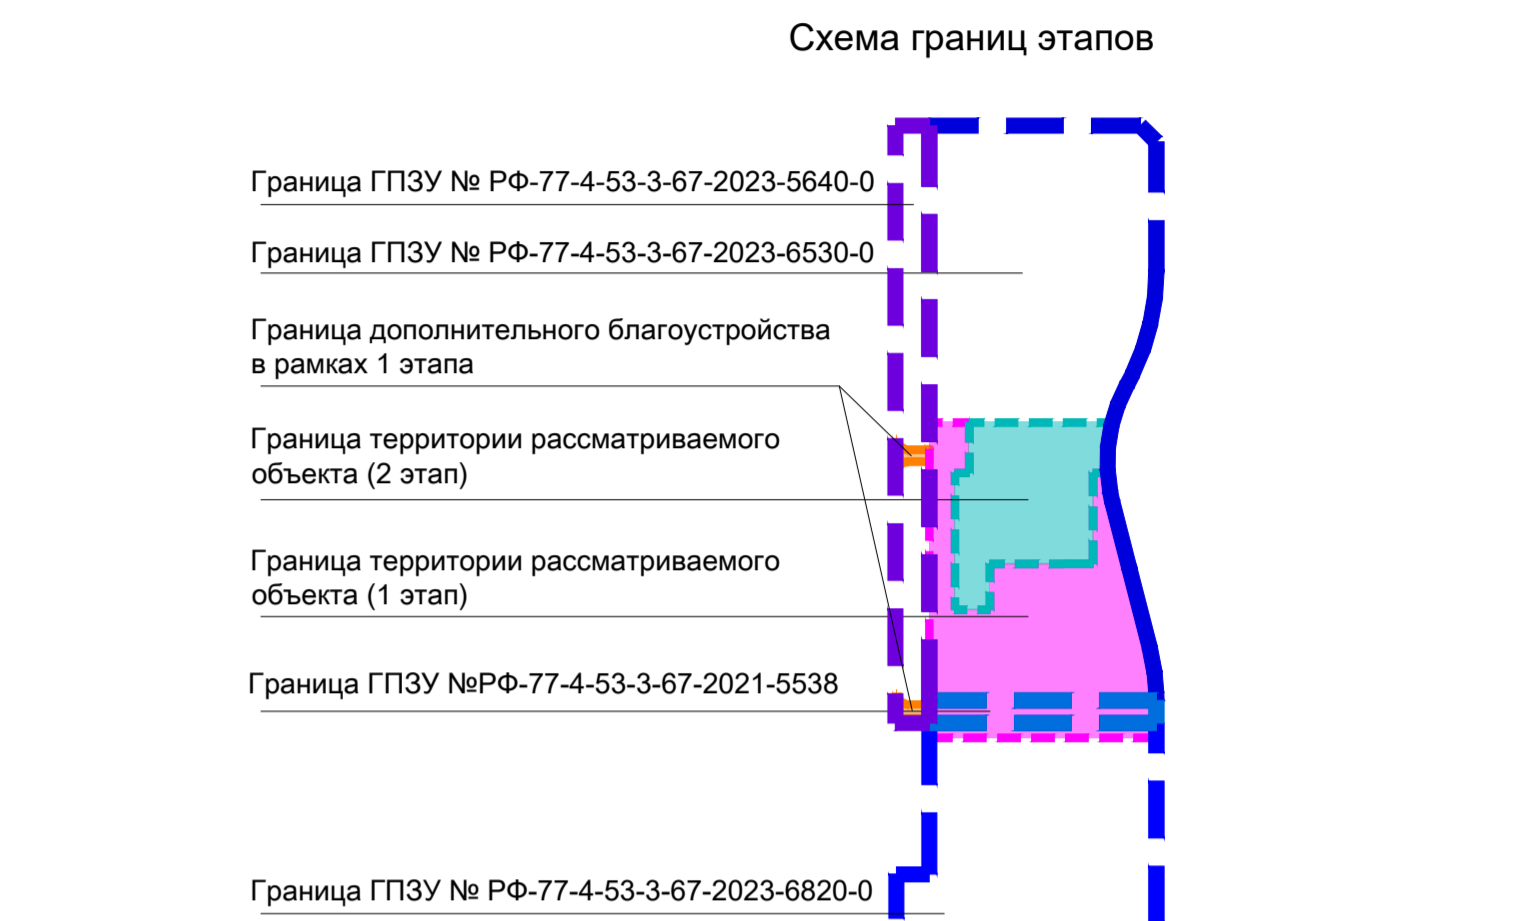 Схема границ этапов
Граница ГПЗУ № РФ-77-4-53-3-67-2023-5640-0
Граница ГПЗУ № РФ-77-4-53-3-67-2023-6530-0
Граница дополнительного благоустройства
в рамках 1 этапа
Граница территории рассматриваемого
объекта (2 этап)
Граница территории рассматриваемого
объекта (1 этап)
Граница ГПЗУ №РФ-77-4-53-3-67-2021-5538
Граница ГПЗУ № РФ-77-4-53-3-67-2023-6820-0